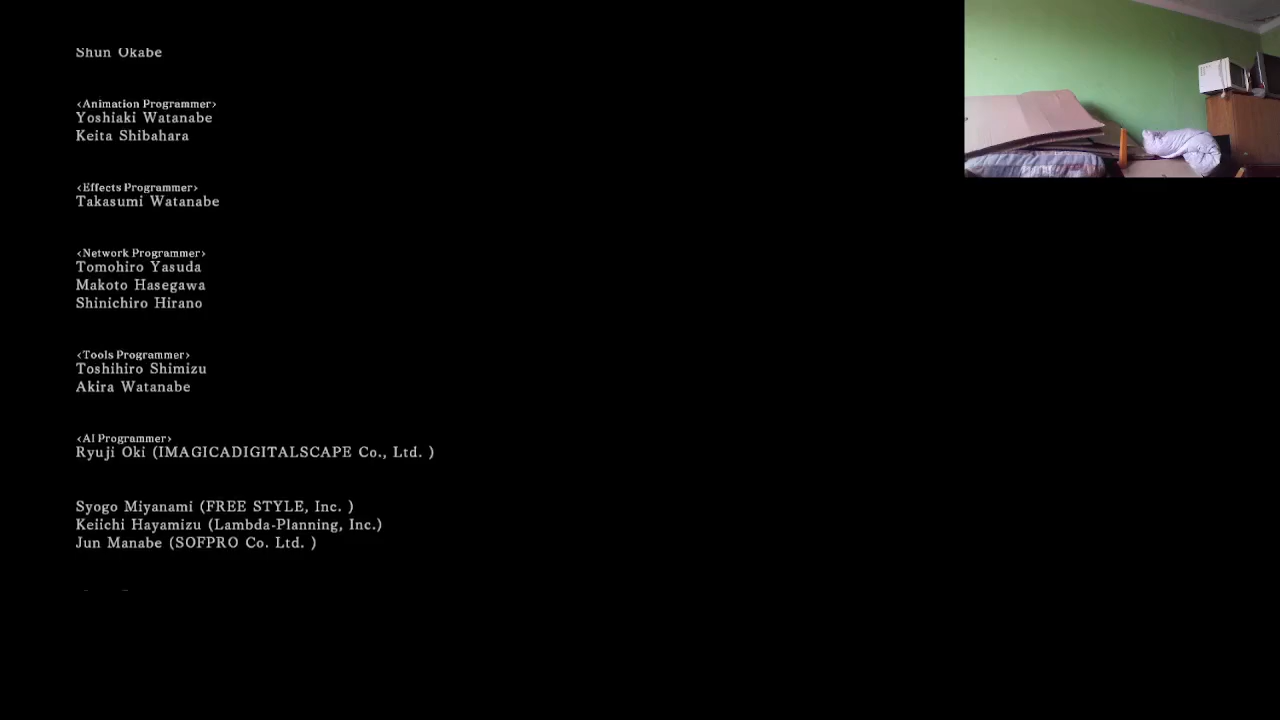 Shun Okabe
<Animation Programmer>
Yoshiaki Watanabe
Keita Shibahara
<Effects Programmer>
Takasumi Watanabe
<Network Programmer>
Tomohiro Yasuda
Makoto Hasegawa
Shinichiro Hirano
<Tools Programmer>
Toshihiro Shimizu
Akira Watanabe
<AI Programmer>
Ryuji Oki (IMAGICADIGITALSCAPE Co., Ltd. )
Syogo Miyanami (FREE STYLE, Inc. )
Keiichi Hayamizu (Lambda-Planning, Inc.)
Jun Manabe (SOFPRO Co. Ltd. )